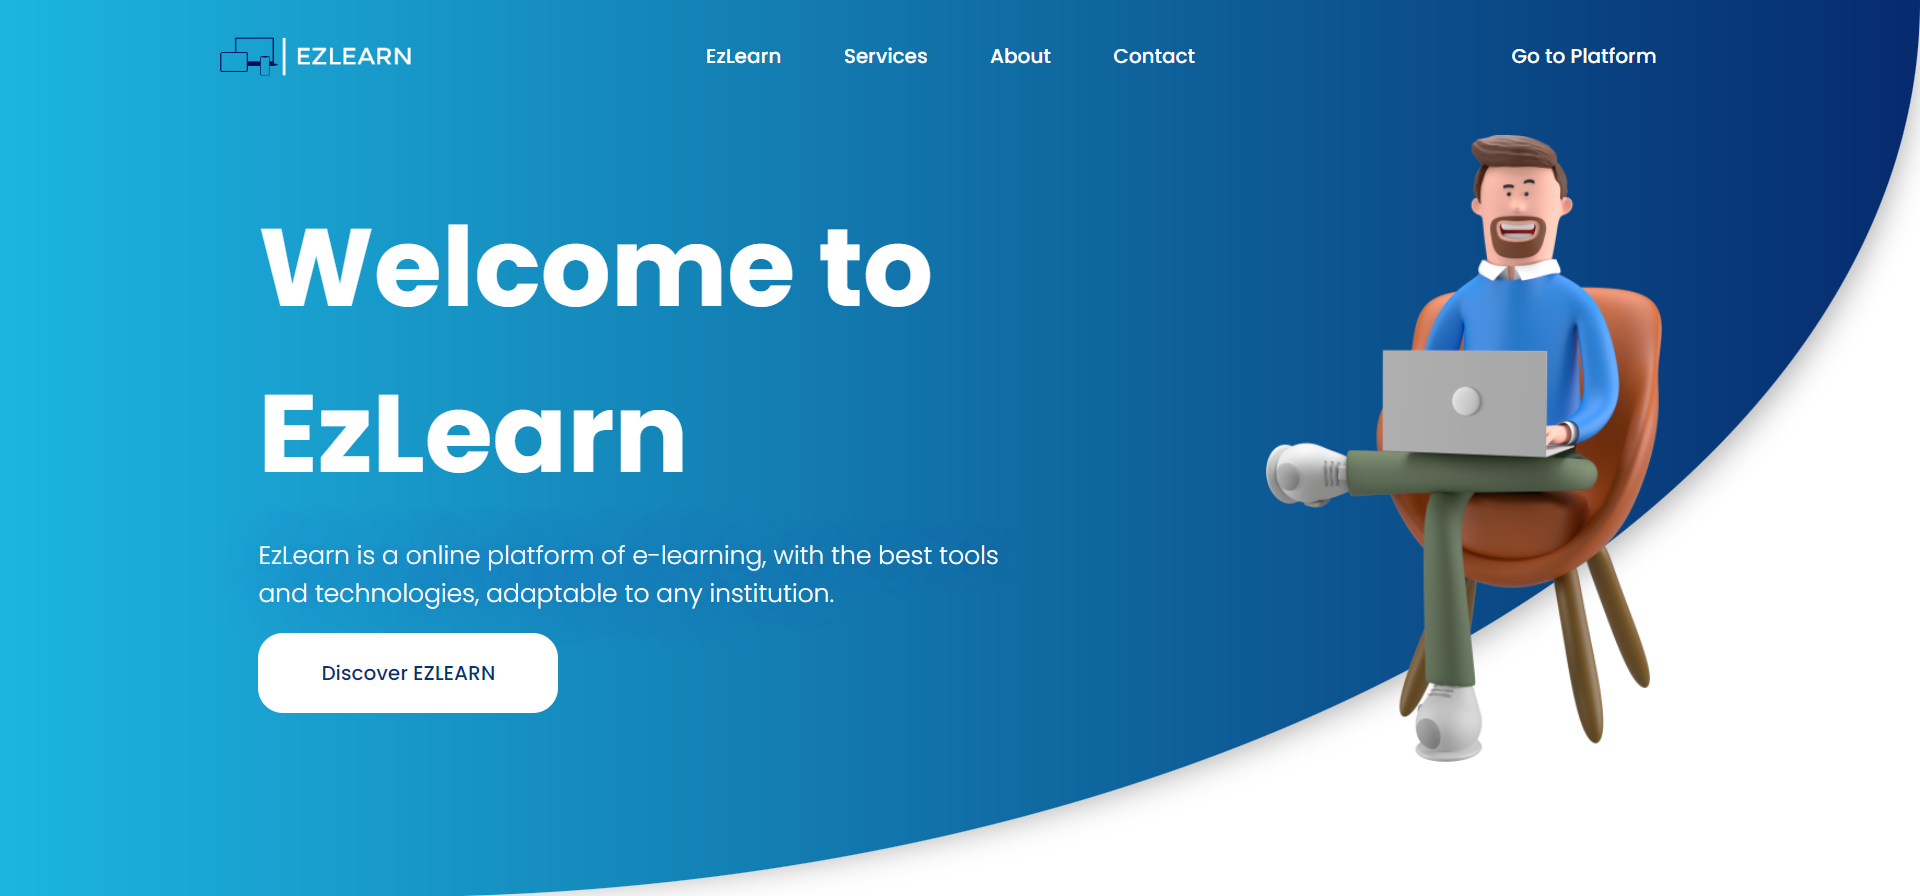 EZLEARN
EzLearn Services About Contact
Go to Platform
Welcome to
EzLearn
EzLearn is a online platform of e-learning, with the best tools
and technologies, adaptable to any institution.
Discover EZLEARN